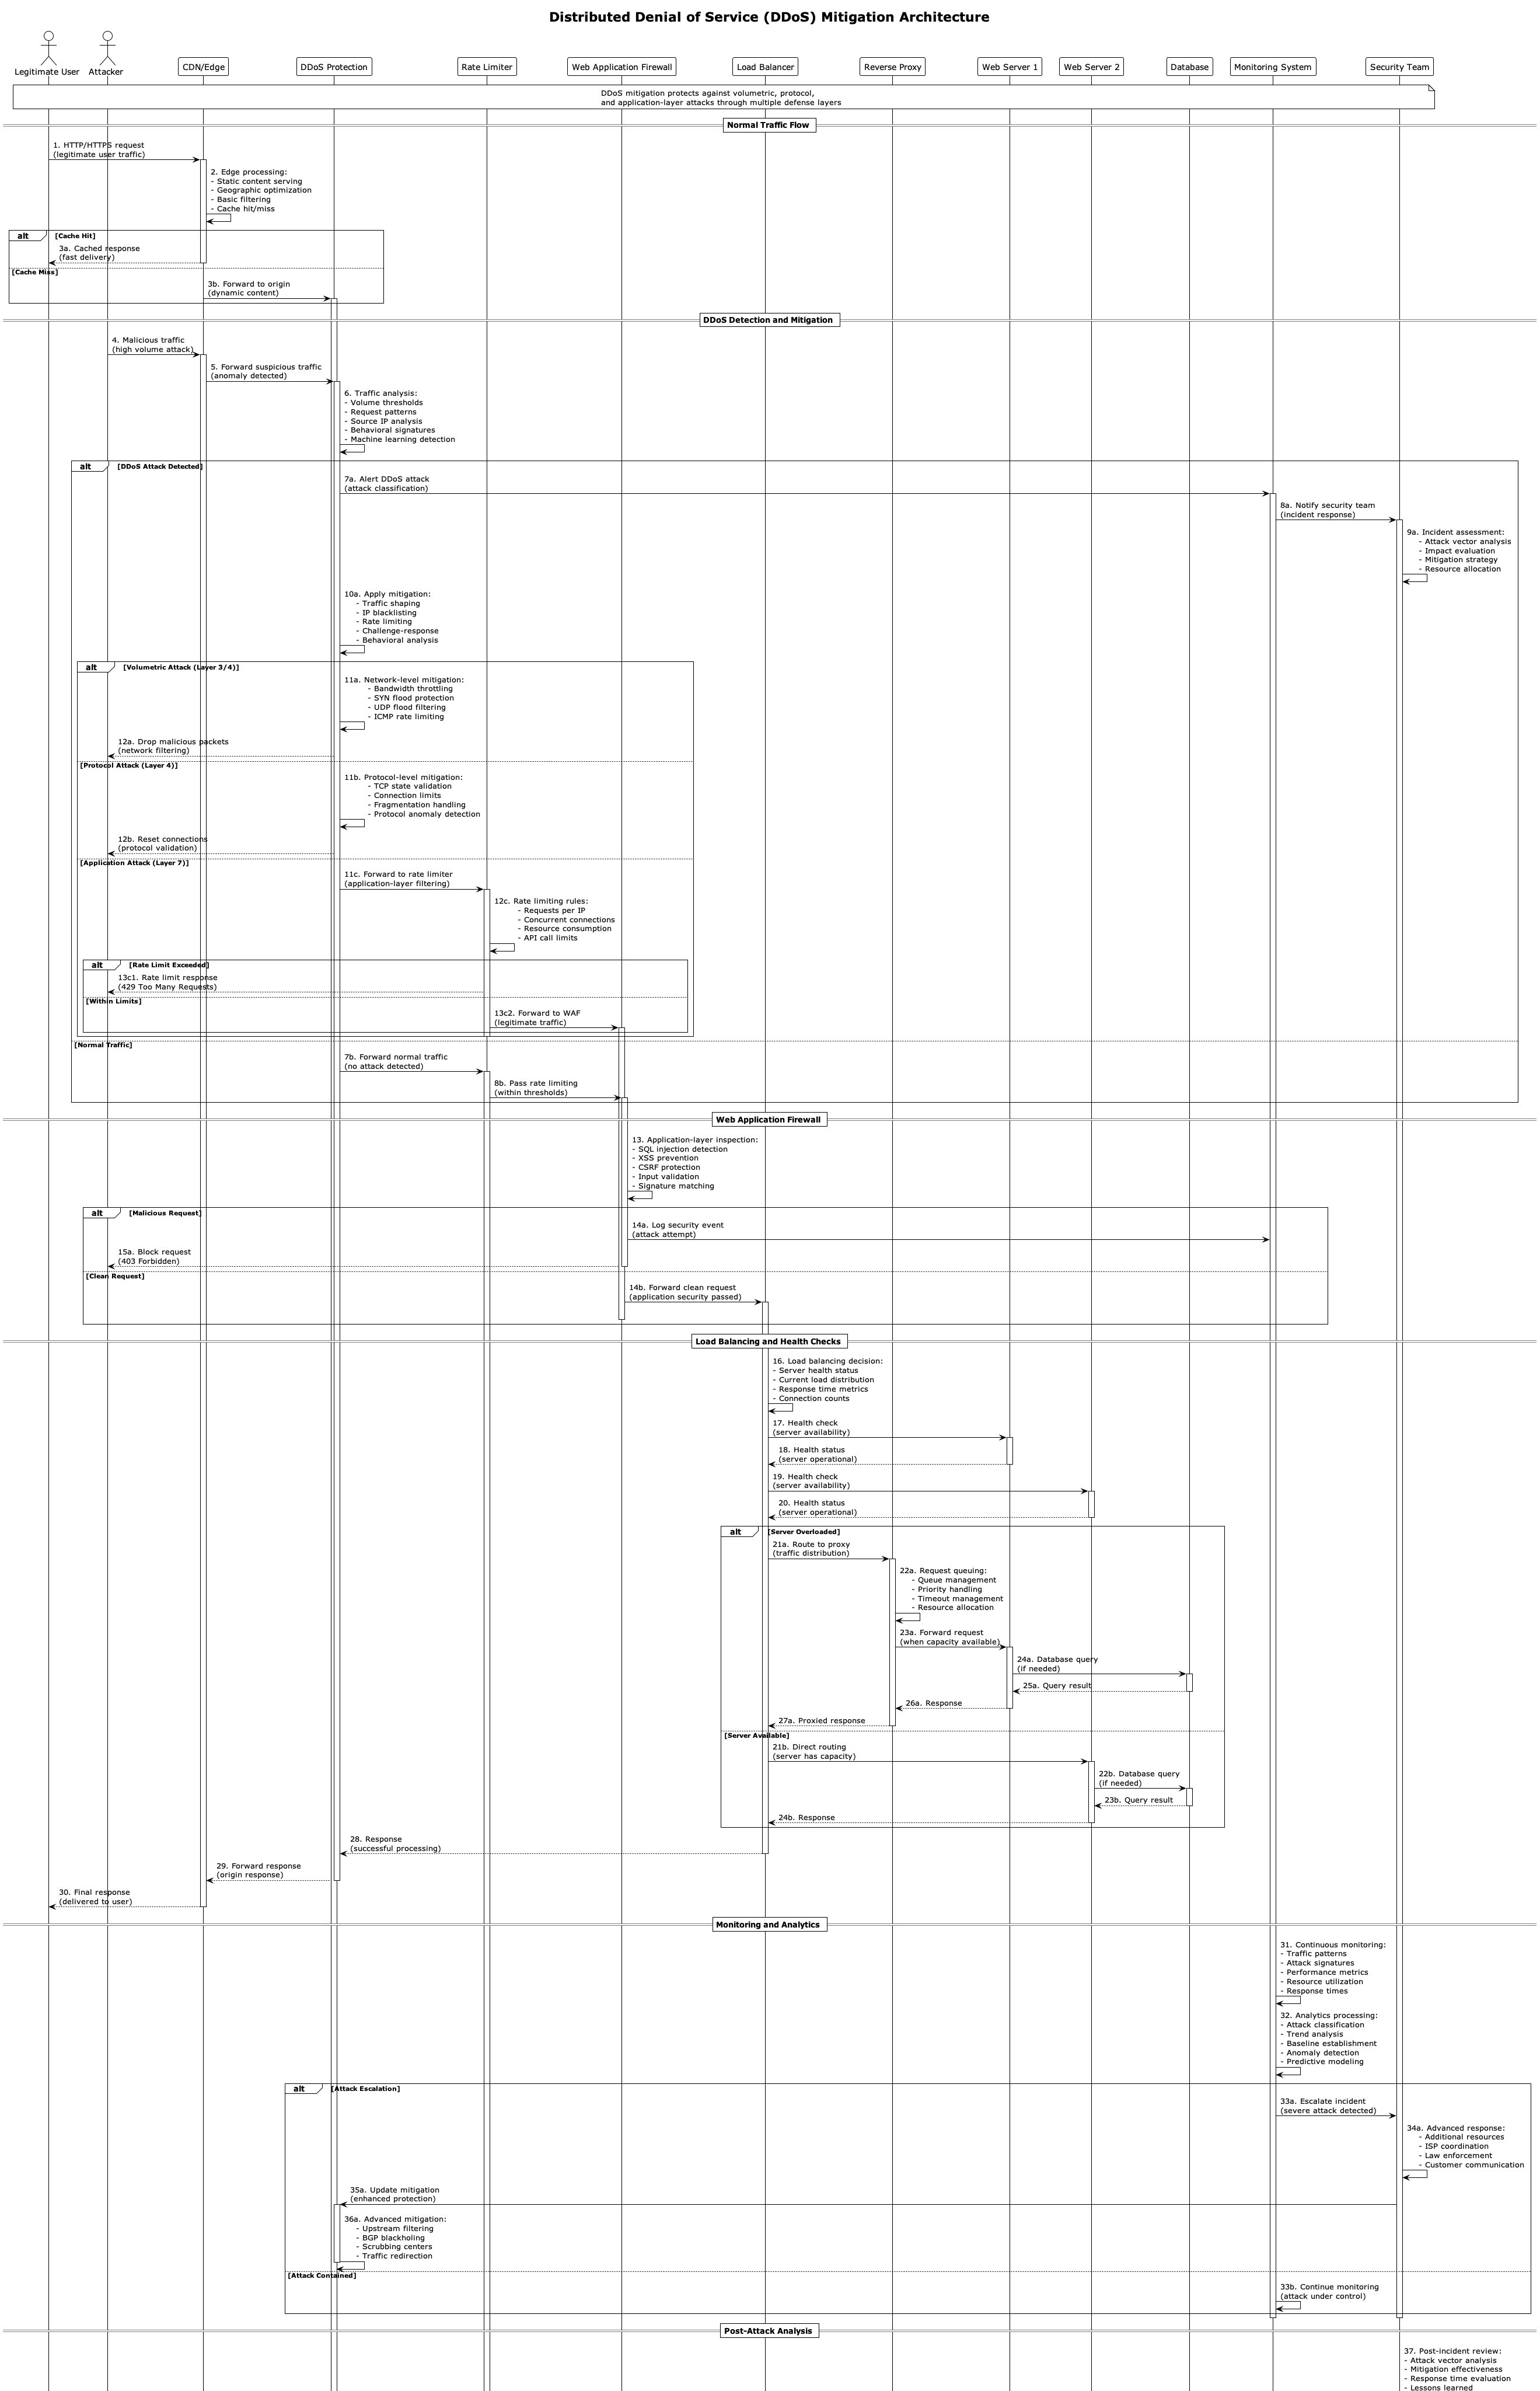 Distributed Denial of Service (DDoS) Mitigation Architecture
Legitimate User
Attacker
CDN/Edge
DDoS Protection
Rate Limiter
Web Application Firewall
Load Balancer
Reverse Proxy
Web Server 1
Web Server 2
Database
Monitoring System
Security Team
DDoS mitigation protects against volumetric, protocol,
and application-layer attacks through multiple defense layers
Normal Traffic Flow
1. HTTP/HTTPS request
(legitimate user traffic)
2. Edge processing:
- Static content serving
- Geographic optimization
- Basic filtering
- Cache hit/miss
alt
[Cache Hit]
3a. Cached response
(fast delivery)
[Cache Miss]
3b. Forward to origin
(dynamic content)
DDoS Detection and Mitigation
4. Malicious traffic
(high volume attack)
5. Forward suspicious traffic
(anomaly detected)
6. Traffic analysis:
- Volume thresholds
- Request patterns
- Source IP analysis
- Behavioral signatures
- Machine learning detection
alt
[DDoS Attack Detected]
7a. Alert DDoS attack
(attack classification)
8a. Notify security team
(incident response)
9a. Incident assessment:
- Attack vector analysis
- Impact evaluation
- Mitigation strategy
- Resource allocation
10a. Apply mitigation:
- Traffic shaping
- IP blacklisting
- Rate limiting
- Challenge-response
- Behavioral analysis
alt
[Volumetric Attack (Layer 3/4)]
11a. Network-level mitigation:
- Bandwidth throttling
- SYN flood protection
- UDP flood filtering
- ICMP rate limiting
12a. Drop malicious packets
(network filtering)
[Protocol Attack (Layer 4)]
11b. Protocol-level mitigation:
- TCP state validation
- Connection limits
- Fragmentation handling
- Protocol anomaly detection
12b. Reset connections
(protocol validation)
[Application Attack (Layer 7)]
11c. Forward to rate limiter
(application-layer filtering)
12c. Rate limiting rules:
- Requests per IP
- Concurrent connections
- Resource consumption
- API call limits
alt
[Rate Limit Exceeded]
13c1. Rate limit response
(429 Too Many Requests)
[Within Limits]
13c2. Forward to WAF
(legitimate traffic)
[Normal Traffic]
7b. Forward normal traffic
(no attack detected)
8b. Pass rate limiting
(within thresholds)
Web Application Firewall
13. Application-layer inspection:
- SQL injection detection
- XSS prevention
- CSRF protection
- Input validation
- Signature matching
alt
[Malicious Request]
14a. Log security event
(attack attempt)
15a. Block request
(403 Forbidden)
[Clean Request]
14b. Forward clean request
(application security passed)
Load Balancing and Health Checks
16. Load balancing decision:
- Server health status
- Current load distribution
- Response time metrics
- Connection counts
17. Health check
(server availability)
18. Health status
(server operational)
19. Health check
(server availability)
20. Health status
(server operational)
alt
[Server Overloaded]
21a. Route to proxy
(traffic distribution)
22a. Request queuing:
- Queue management
- Priority handling
- Timeout management
- Resource allocation
23a. Forward request
(when capacity available)
24a. Database query
(if needed)
25a. Query result
26a. Response
27a. Proxied response
[Server Available]
21b. Direct routing
(server has capacity)
22b. Database query
(if needed)
23b. Query result
24b. Response
28. Response
(successful processing)
29. Forward response
(origin response)
30. Final response
(delivered to user)
Monitoring and Analytics
31. Continuous monitoring:
- Traffic patterns
- Attack signatures
- Performance metrics
- Resource utilization
- Response times
32. Analytics processing:
- Attack classification
- Trend analysis
- Baseline establishment
- Anomaly detection
- Predictive modeling
alt
[Attack Escalation]
33a. Escalate incident
(severe attack detected)
34a. Advanced response:
- Additional resources
- ISP coordination
- Law enforcement
- Customer communication
35a. Update mitigation
(enhanced protection)
36a. Advanced mitigation:
- Upstream filtering
- BGP blackholing
- Scrubbing centers
- Traffic redirection
[Attack Contained]
33b. Continue monitoring
(attack under control)
Post-Attack Analysis
37. Post-incident review:
- Attack vector analysis
- Mitigation effectiveness
- Response time evaluation
- Lessons learned